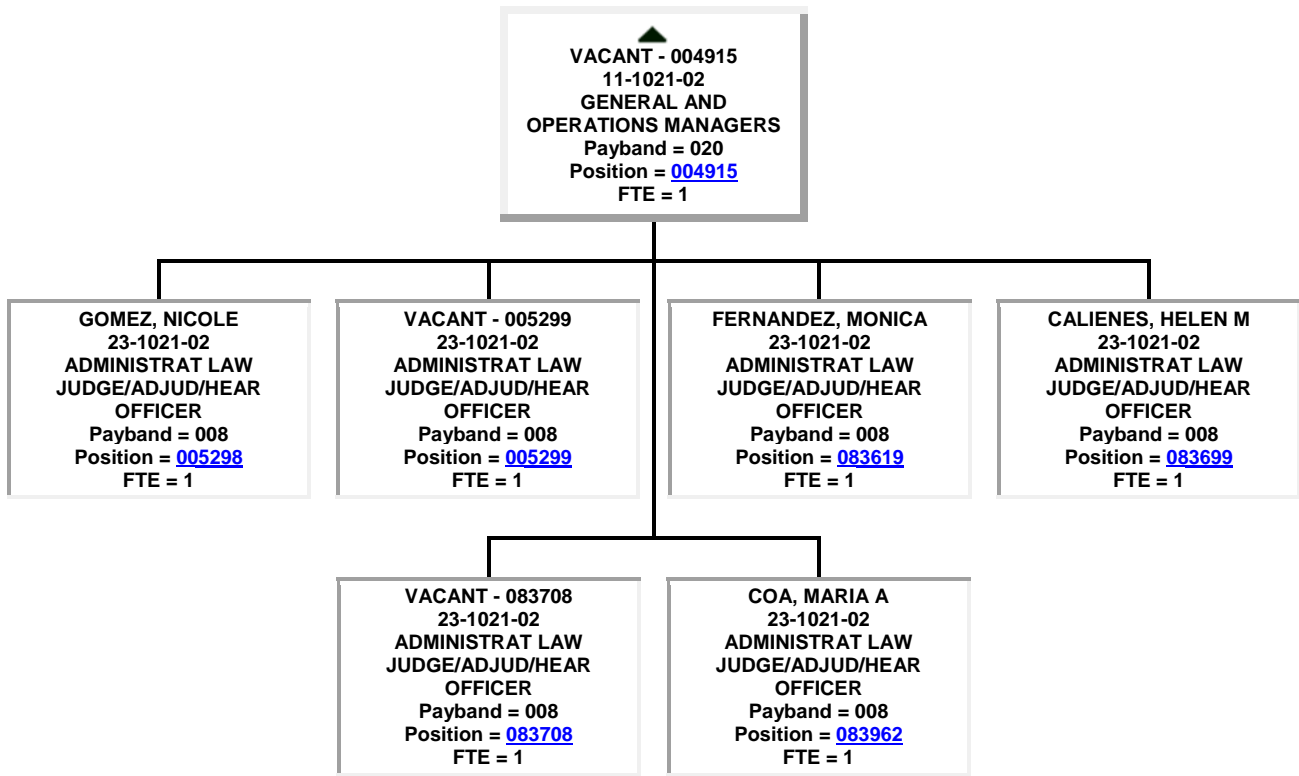 VACANT - 004915
11-1021-02
GENERAL AND
OPERATIONS MANAGERS
Payband = 020
Position = 004915
FTE = 1
GOMEZ, NICOLE
23-1021-02
ADMINISTRAT LAW
JUDGE/ADJUD/HEAR
OFFICER
Payband = 008
Position = 005298
FTE = 1
VACANT - 005299
23-1021-02
ADMINISTRAT LAW
JUDGE/ADJUD/HEAR
OFFICER
Payband = 008
Position = 005299
FTE = 1
FERNANDEZ, MONICA
23-1021-02
ADMINISTRAT LAW
JUDGE/ADJUD/HEAR
OFFICER
Payband = 008
Position = 083619
FTE = 1
CALIENES, HELEN M
23-1021-02
ADMINISTRAT LAW
JUDGE/ADJUD/HEAR
OFFICER
Payband = 008
Position = 083699
FTE = 1
VACANT - 083708
23-1021-02
ADMINISTRAT LAW
JUDGE/ADJUD/HEAR
OFFICER
Payband = 008
Position = 083708
FTE = 1
COA, MARIA A
23-1021-02
ADMINISTRAT LAW
JUDGE/ADJUD/HEAR
OFFICER
Payband = 008
Position = 083962
FTE = 1